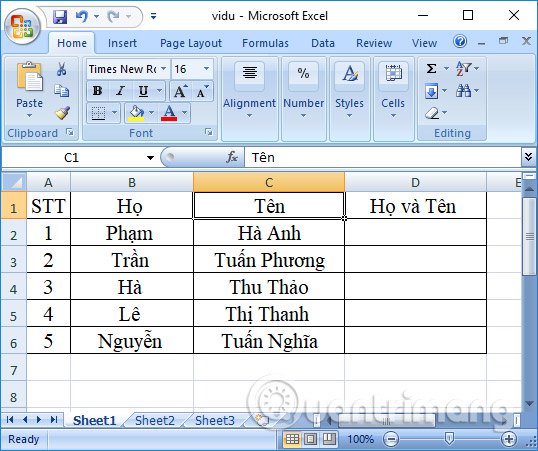 vidu - Microsoft Excel
Home Insert Page Layout Formulas Data Review View
Times New Ro 16
Paste B I U A A Alignment Number Styles Cells
Clipboard Font Editing
C1 fx Tên
A B C D E
1 STT Họ Tên Họ và Tên
2 1 Phạm Hà Anh
3 2 Trần Tuấn Phương
4 3 Hà Thu Thảo
5 4 Lê Thị Thanh
6 5 Nguyễn Tuấn Nghĩa
7
8
Quantrimang
Sheet1 Sheet2 Sheet3
Ready 100%